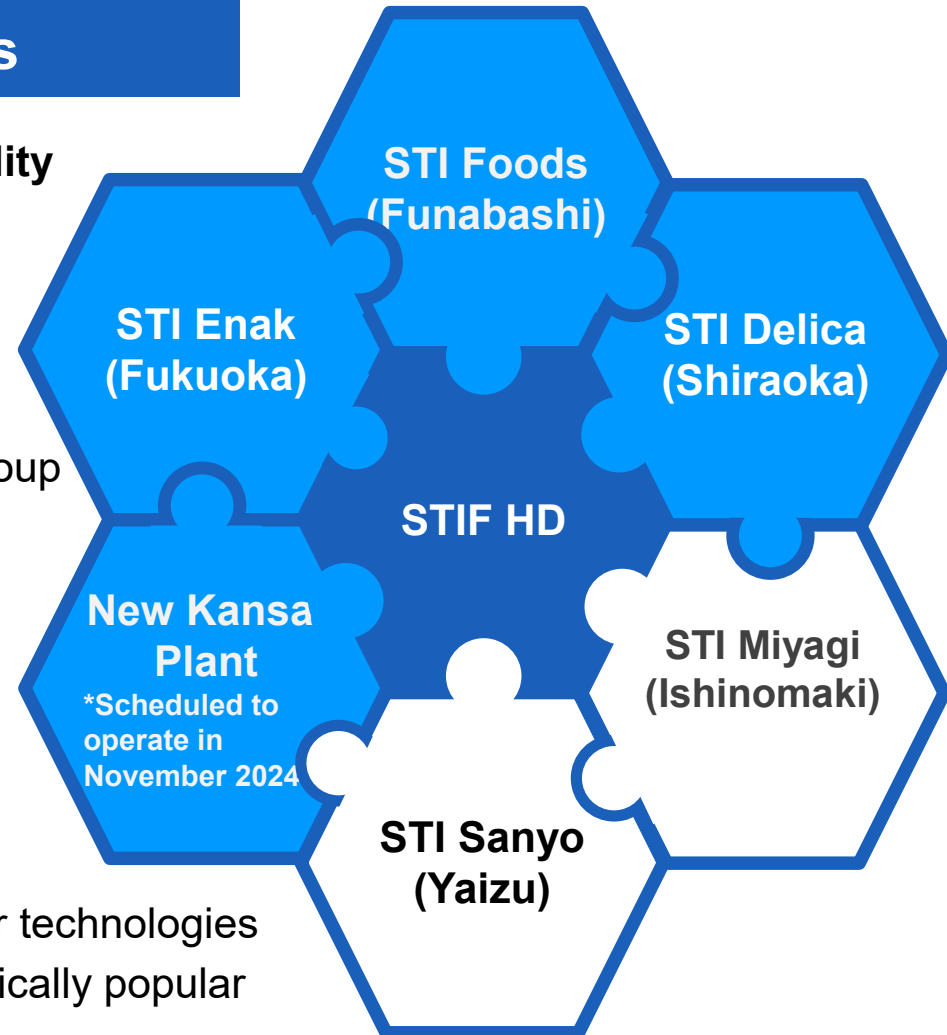 s
lity
STI Foods
(Funabashi)
STI Enak
(Fukuoka)
STI Delica
(Shiraoka)
oup
STIF HD
New Kansa
Plant
*Scheduled to
operate in
November 2024
STI Miyagi
(Ishinomaki)
STI Sanyo
(Yaizu)
r technologies
ically popular